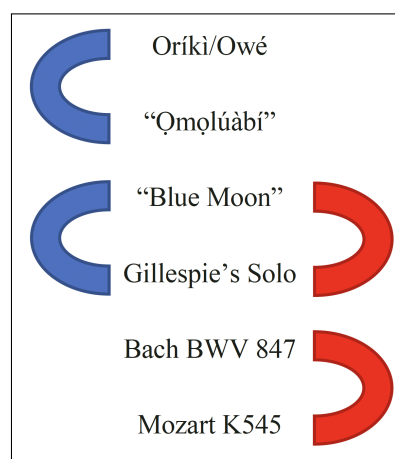 Oríkì/Owé
“Ọmọlúàbí”
“Blue Moon”
Gillespie’s Solo
Bach BWV 847
Mozart K545